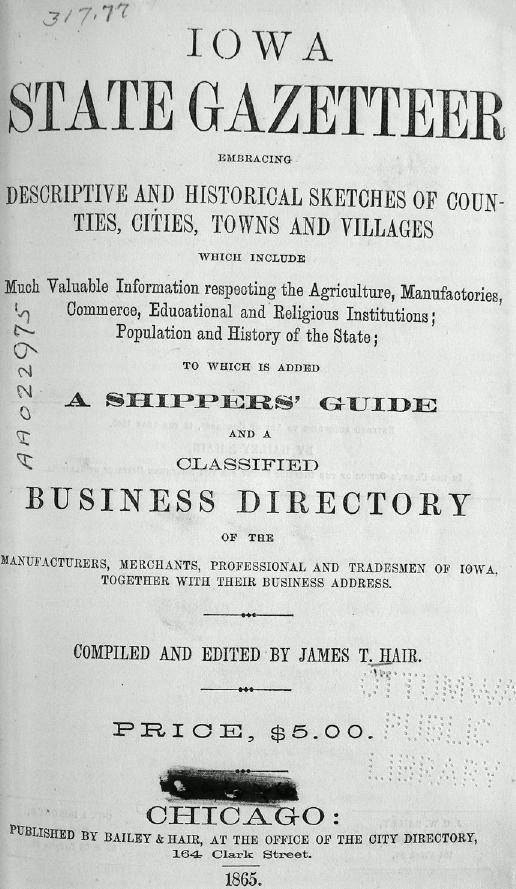 317.77
IOWA
STATE GAZETTEER
EMBRACING
DESCRIPTIVE AND HISTORICAL SKETCHES OF COUN-
TIES, CITIES, TOWNS AND VILLAGES
WHICH INCLUDE
Much Valuable Information respecting the Agriculture, Manufactories,
Commerce, Educational and Religious Institutions;
Population and History of the State;
AA022975
TO WHICH IS ADDED
A SHIPPERS' GUIDE
AND A
CLASSIFIED
BUSINESS DIRECTORY
OF THE
MANUFACTURERS, MERCHANTS, PROFESSIONAL AND TRADESMEN OF IOWA,
TOGETHER WITH THEIR BUSINESS ADDRESS.
COMPILED AND EDITED BY JAMES T. HAIR.
OTTUMWA
PUBLIC
LIBRARY
PRICE, $5.00.
CHICAGO:
PUBLISHED BY BAILEY & HAIR, AT THE OFFICE OF THE CITY DIRECTORY,
164 Clark Street.
1865.